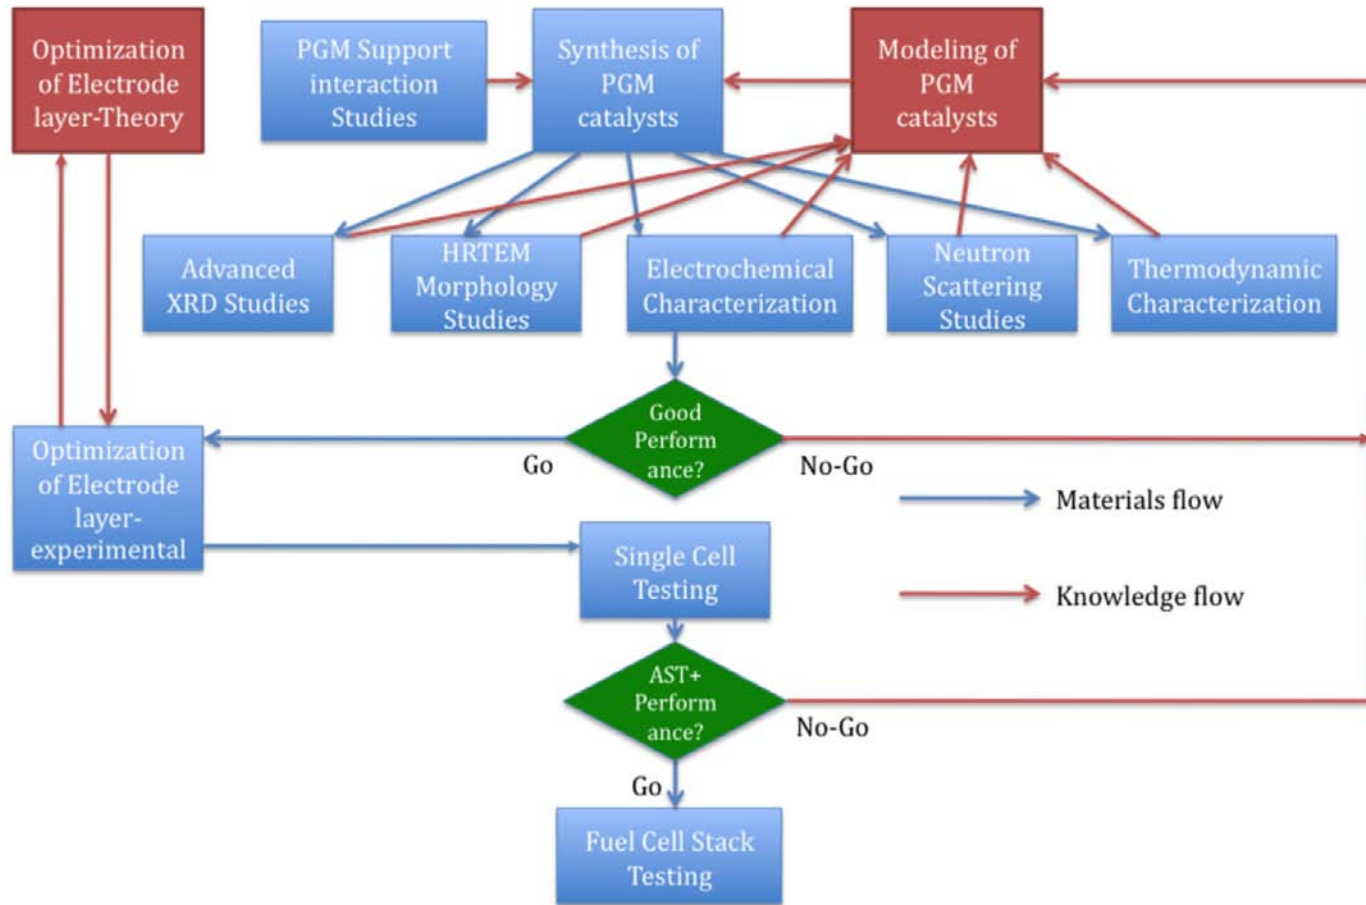 Optimization
of Electrode
layer-Theory
PGM Support
interaction
Studies
Synthesis of
PGM
catalysts
Modeling of
PGM
catalysts
Advanced
XRD Studies
HRTEM
Morphology
Studies
Electrochemical
Characterization
Neutron
Scattering
Studies
Thermodynamic
Characterization
Good
Perform
ance?
Go
No-Go
Optimization
of Electrode
layer-
experimental
Materials flow
Single Cell
Testing
Knowledge flow
AST+
Perform
ance?
No-Go
Go
Fuel Cell Stack
Testing